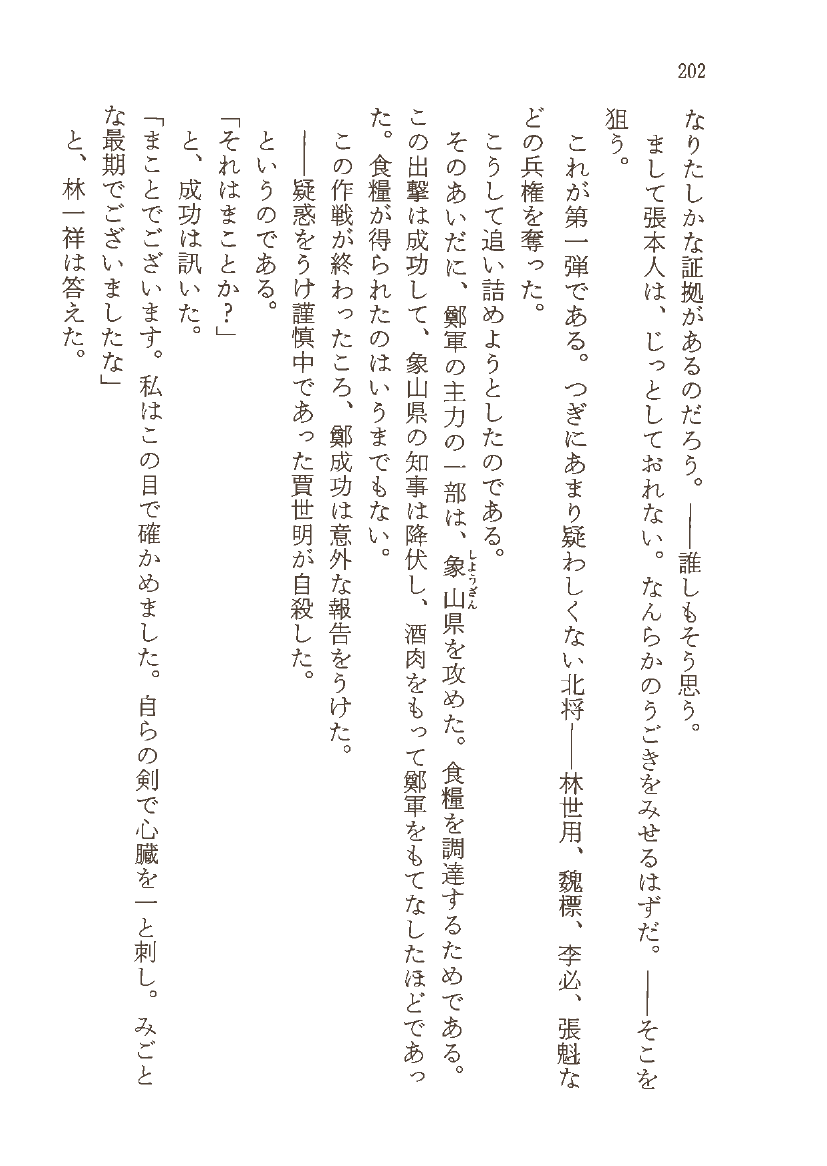 202
なりたしかな証拠があるのだろう。――誰しもそう思う。
まして張本人は、じっとしておれない。なんらかのうごきをみせるはずだ。――そこを
狙う。
これが第一弾である。つぎにあまり疑わしくない北将――林世用、魏標、李必、張魁な
どの兵権を奪った。
こうして追い詰めようとしたのである。
そのあいだに、鄭軍の主力の一部は、象山県を攻めた。食糧を調達するためである。
しょうざん
この出撃は成功して、象山県の知事は降伏し、酒肉をもって鄭軍をもてなしたほどであっ
た。食糧が得られたのはいうまでもない。
この作戦が終わったころ、鄭成功は意外な報告をうけた。
――疑惑をうけ謹慎中であった賈世明が自殺した。
というのである。
「それはまことか？」
と、成功は訊いた。
「まことでございます。私はこの目で確かめました。自らの剣で心臓を一と刺し。みごと
な最期でございましたな」
と、林一祥は答えた。